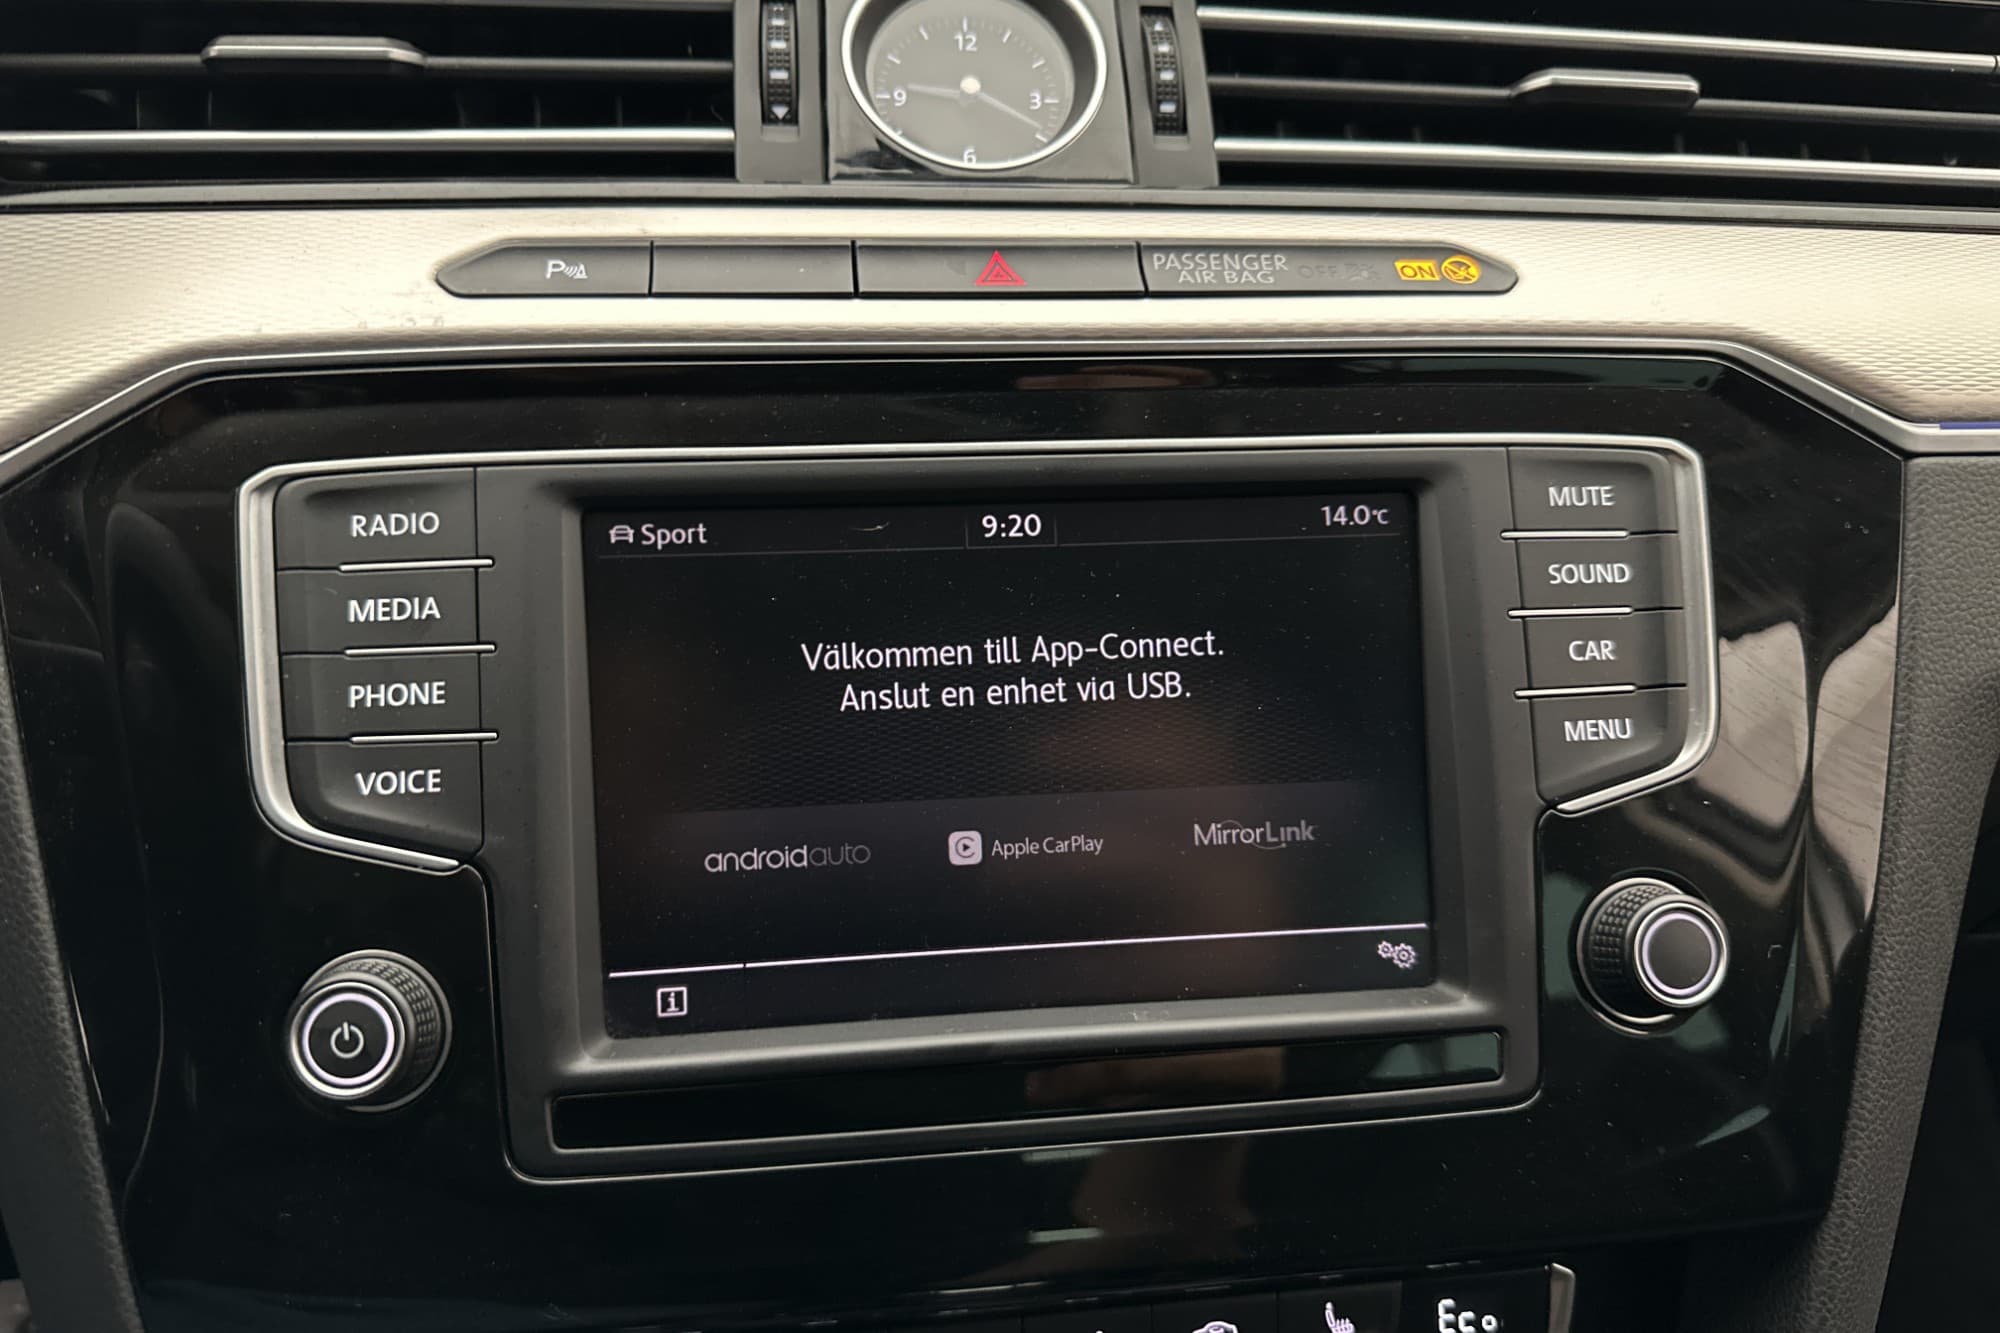 12
9 3
6
P
PASSENGER
AIR BAG OFF ON
Sport 9:20 14.0°C
RADIO
MEDIA
PHONE
VOICE
Välkommen till App-Connect.
Anslut en enhet via USB.
androidauto Apple CarPlay MirrorLink
i
MUTE
SOUND
CAR
MENU
Eco